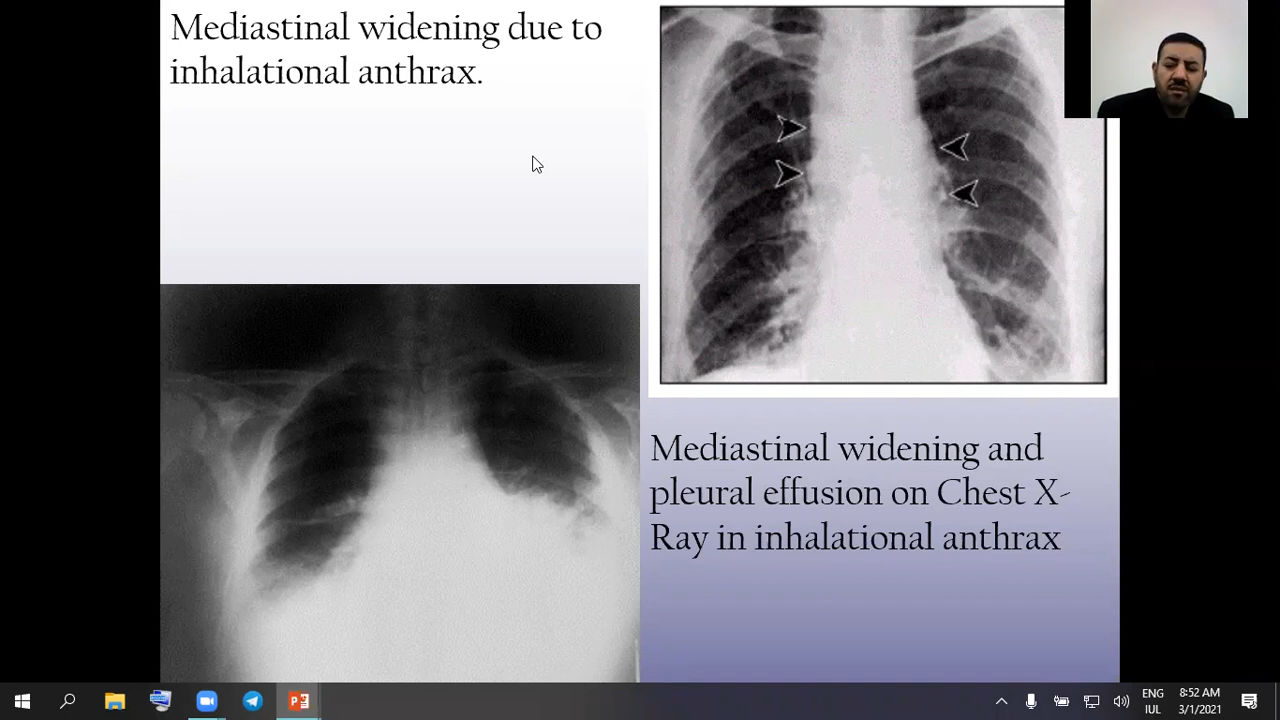 Mediastinal widening due to
inhalational anthrax.
Mediastinal widening and
pleural effusion on Chest X-
Ray in inhalational anthrax
ENG
IUL
8:52 AM
3/1/2021